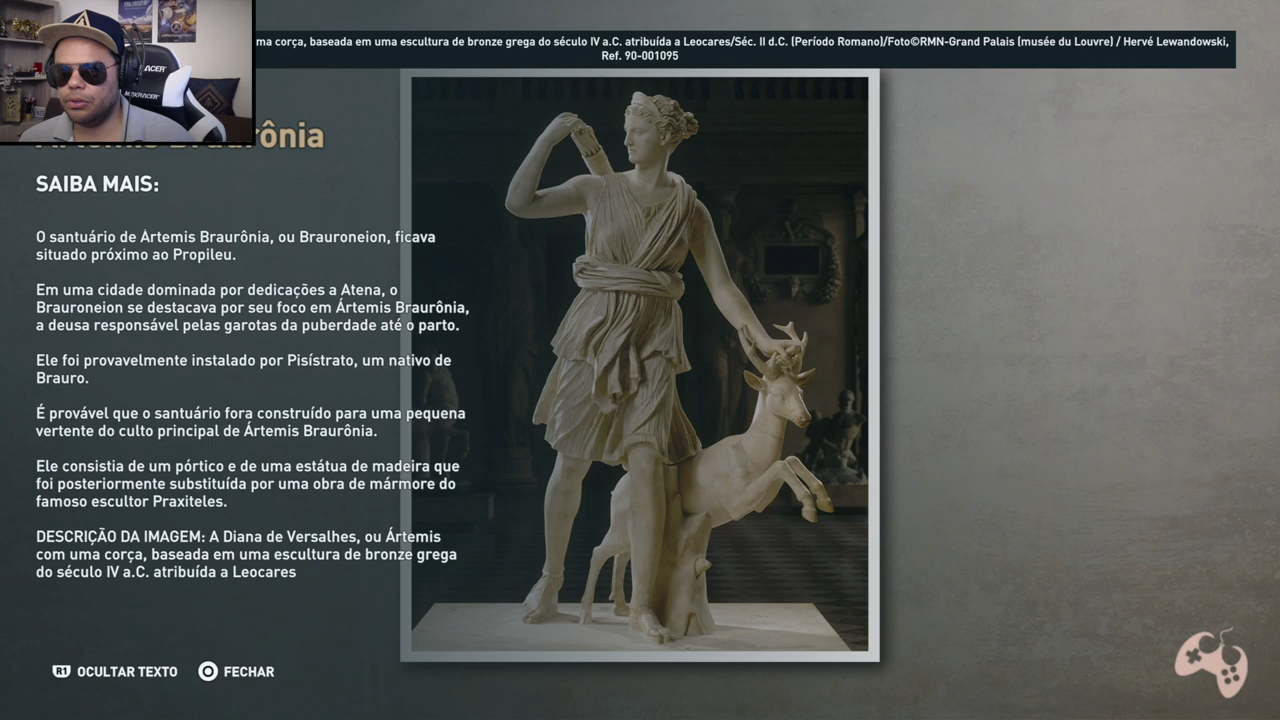 ma corça, baseada em uma escultura de bronze grega do século IV a.C. atribuída a Leocares/Séc. II d.C. (Período Romano)/Foto©RMN-Grand Palais (musée du Louvre) / Hervé Lewandowski,
Ref. 90-001095
ACER
MAXRACER
Ártemis Braurônia
SAIBA MAIS:
O santuário de Ártemis Braurônia, ou Brauroneion, ficava
situado próximo ao Propileu.
Em uma cidade dominada por dedicações a Atena, o
Brauroneion se destacava por seu foco em Ártemis Braurônia,
a deusa responsável pelas garotas da puberdade até o parto.
Ele foi provavelmente instalado por Pisístrato, um nativo de
Brauro.
É provável que o santuário fora construído para uma pequena
vertente do culto principal de Ártemis Braurônia.
Ele consistia de um pórtico e de uma estátua de madeira que
foi posteriormente substituída por uma obra de mármore do
famoso escultor Praxiteles.
DESCRIÇÃO DA IMAGEM: A Diana de Versalhes, ou Ártemis
com uma corça, baseada em uma escultura de bronze grega
do século IV a.C. atribuída a Leocares
R1 OCULTAR TEXTO FECHAR